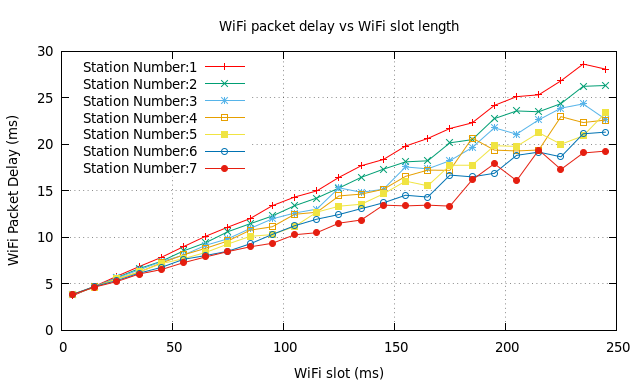 WiFi packet delay vs WiFi slot length
30
25
20
15
10
5
0
WiFi Packet Delay (ms)
Station Number:1
Station Number:2
Station Number:3
Station Number:4
Station Number:5
Station Number:6
Station Number:7
0 50 100 150 200 250
WiFi slot (ms)